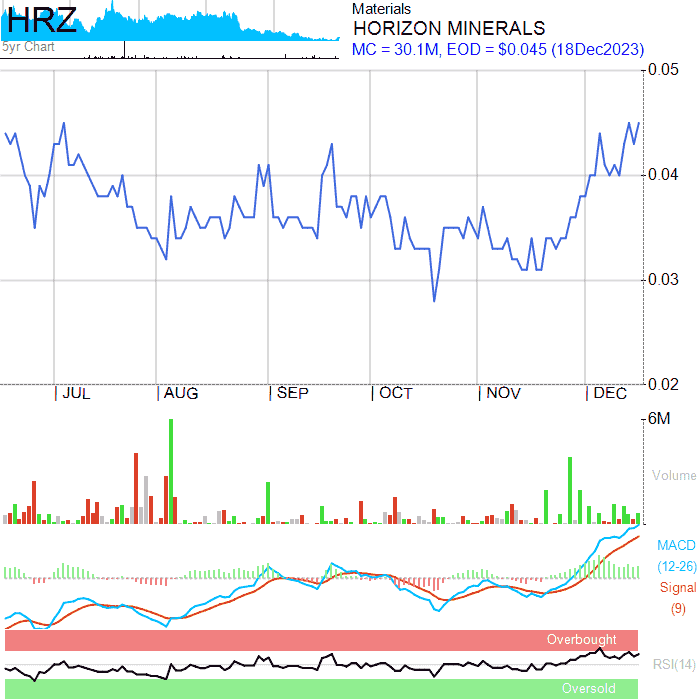 HRZ
5yr Chart
Materials
HORIZON MINERALS
MC = 30.1M, EOD = $0.045 (18Dec2023)
0.05
0.04
0.03
0.02
JUL AUG SEP OCT NOV DEC
6M
Volume
MACD
(12-26)
Signal
(9)
Overbought
RSI(14)
Oversold